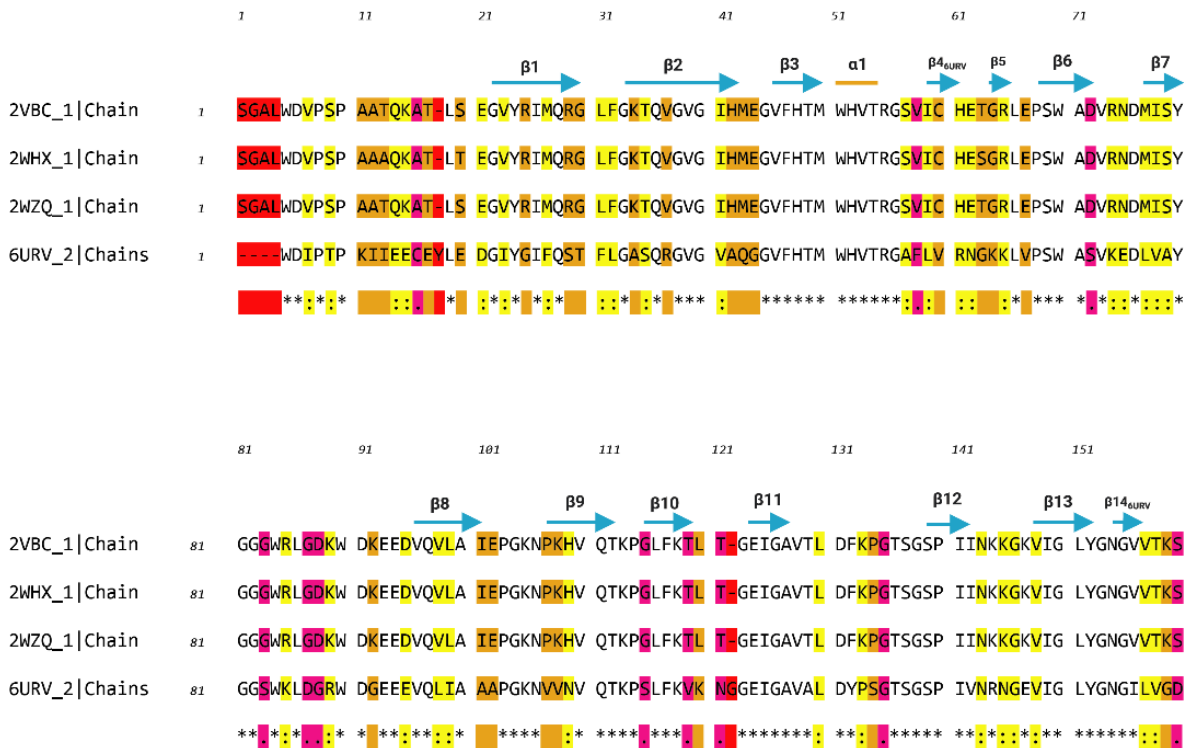 1 11 21 31 41 51 61 71
β1 β2 β3 α1 β4 6URV β5 β6 β7
2VBC_1|Chain 1 SGALWDVPSP AATQKAT-LS EGVYRIMQRG LFGKTQVGVG IHMEGVFHTM WHVTRGSVIC HETGRLEPSW ADVRNDMISY
2WHX_1|Chain 1 SGALWDVPSP AAAQKAT-LT EGVYRIMQRG LFGKTQVGVG IHMEGVFHTM WHVTRGSVIC HESGRLEPSW ADVRNDMISY
2WZQ_1|Chain 1 SGALWDVPSP AATQKAT-LS EGVYRIMQRG LFGKTQVGVG IHMEGVFHTM WHVTRGSVIC HETGRLEPSW ADVRNDMISY
6URV_2|Chains 1 ----WDIPTP KIIEECEYLE DGIYGIFQST FLGASQRGVG VAQGGVFHTM WHVTRGAFLV RNGKKLVPSW ASVKEDLVAY
**:*:* ::. * :*:* *:* ::* :* *** : ****** ******:.: :: :* *** *.*::*:::*
81 91 101 111 121 131 141 151
β8 β9 β10 β11 β12 β13 β14 6URV
2VBC_1|Chain 81 GGGWRLGDKW DKEEDVQVLA IEPGKNPKHV QTKPGLFKTL T-GEIGAVTL DFKPGTSGSP IINKKGKVIG LYGNGVVTKS
2WHX_1|Chain 81 GGGWRLGDKW DKEEDVQVLA IEPGKNPKHV QTKPGLFKTL T-GEIGAVTL DFKPGTSGSP IINKKGKVIG LYGNGVVTKS
2WZQ_1|Chain 81 GGGWRLGDKW DKEEDVQVLA IEPGKNPKHV QTKPGLFKTL T-GEIGAVTL DFKPGTSGSP IINKKGKVIG LYGNGVVTKS
6URV_2|Chains 81 GGSWKLDGRW DGEEEVQLIA AAPGKNVVNV QTKPSLFKVK NGGEIGAVAL DYPSGTSGSP IVNRNGEVIG LYGNGILVGD
**.*:*..:* * **:**::* **** :* ****.***. . *******: **: .***** **::***:** ******:: .